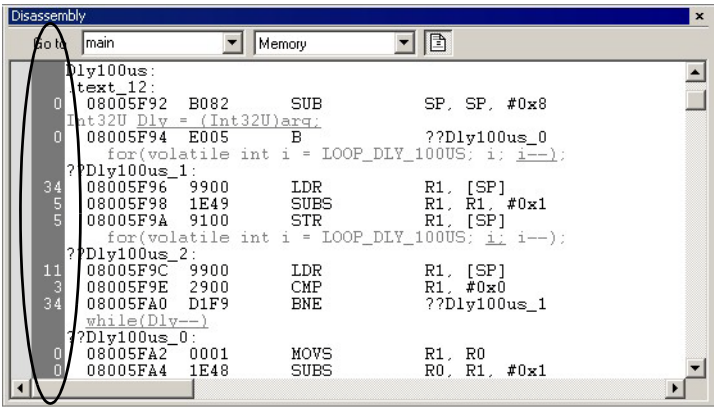 Disassembly
Go to main Memory
Dly100us:
.text_12:
0 08005F92 B082 SUB SP, SP, #0x8
Int32U Dly = (Int32U)arg;
0 08005F94 E005 B ??Dly100us_0
for(volatile int i = LOOP_DLY_100US; i; i--);
??Dly100us_1:
34 08005F96 9900 LDR R1, [SP]
5 08005F98 1E49 SUBS R1, R1, #0x1
5 08005F9A 9100 STR R1, [SP]
for(volatile int i = LOOP_DLY_100US; i; i--);
??Dly100us_2:
11 08005F9C 9900 LDR R1, [SP]
3 08005F9E 2900 CMP R1, #0x0
34 08005FA0 D1F9 BNE ??Dly100us_1
while(Dly--)
??Dly100us_0:
0 08005FA2 0001 MOVS R1, R0
0 08005FA4 1E48 SUBS R0, R1, #0x1